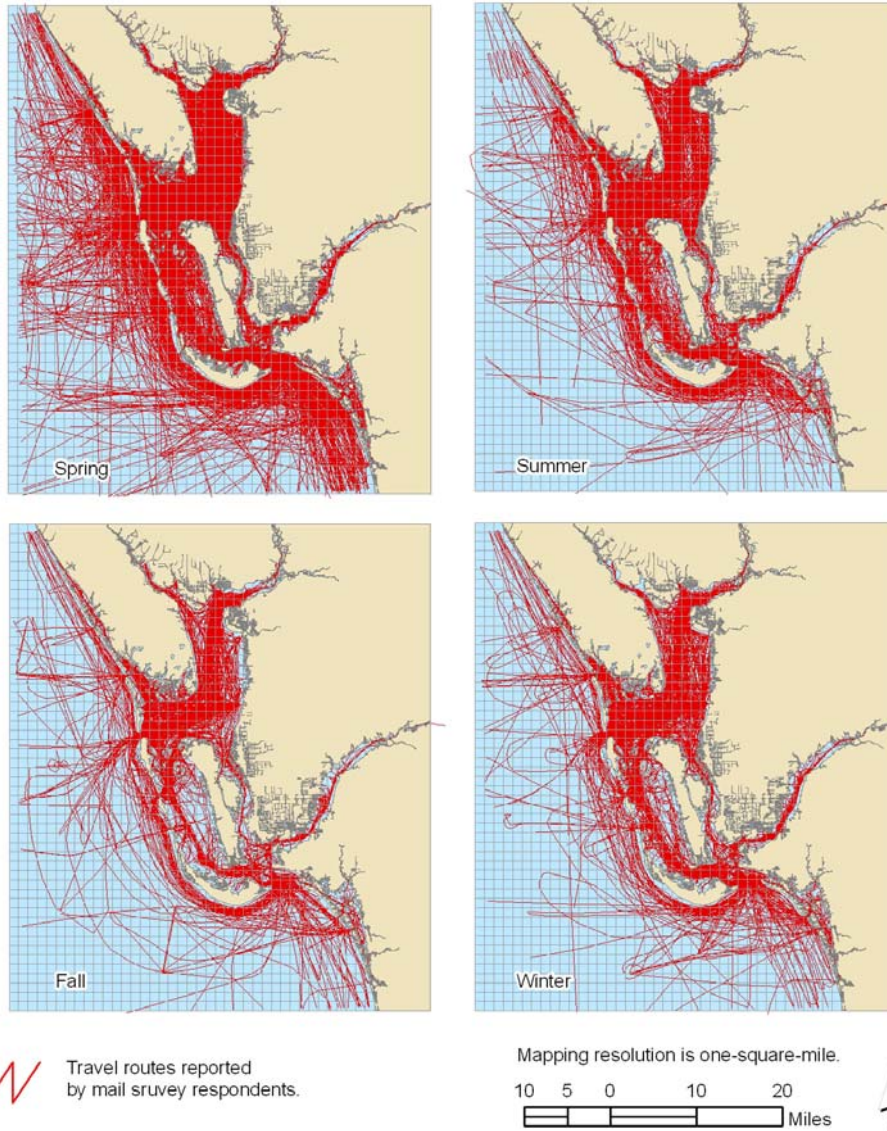 Spring
Summer
Fall
Winter
Travel routes reported
by mail sruvey respondents.
Mapping resolution is one-square-mile.
10 5 0 10 20
Miles